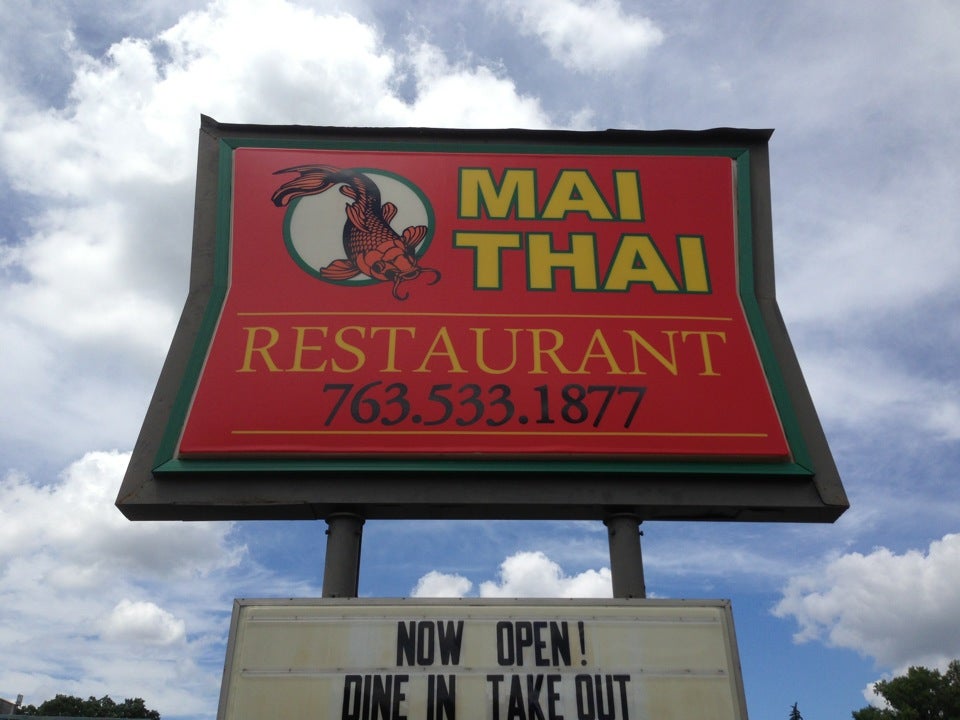 MAI
THAI
RESTAURANT
763.533.1877
NOW OPEN!
DINE IN TAKE OUT